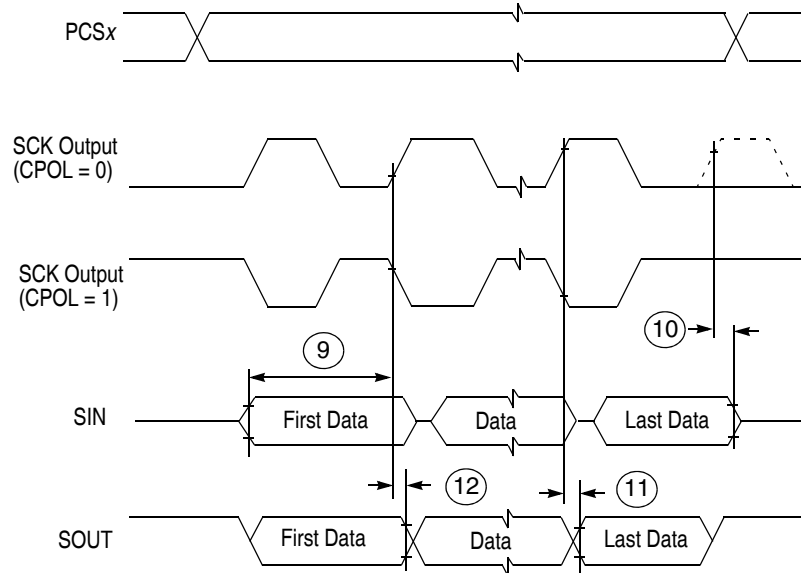 PCSx
SCK Output
(CPOL = 0)
SCK Output
(CPOL = 1)
10
9
SIN
First Data
Data
Last Data
12
11
SOUT
First Data
Data
Last Data